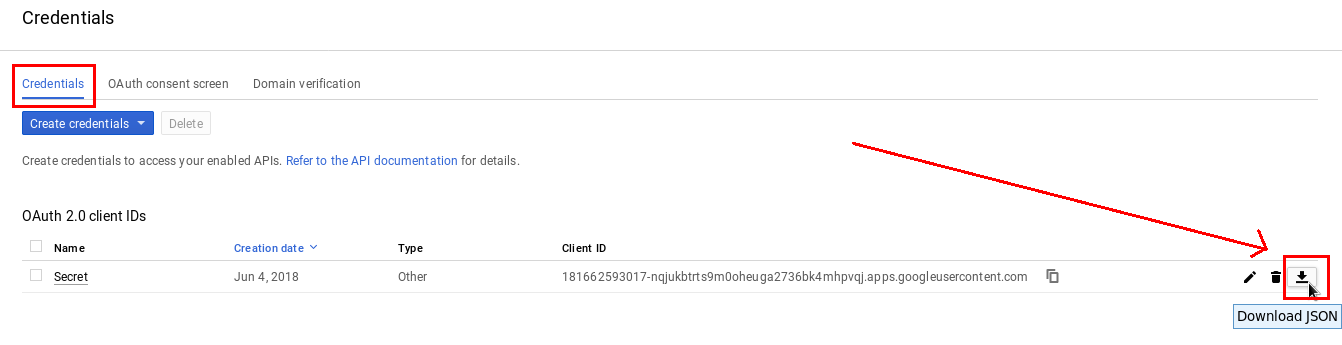 Credentials
Credentials OAuth consent screen Domain verification
Create credentials Delete
Create credentials to access your enabled APIs. Refer to the API documentation for details.
OAuth 2.0 client IDs
Name Creation date Type Client ID
Secret Jun 4, 2018 Other 181662593017-nqjukbtrts9m0oheuga2736bk4mhpvqj.apps.googleusercontent.com
Download JSON